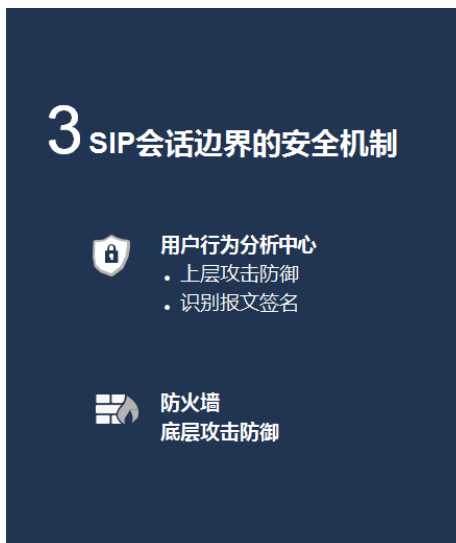 3 SIP会话边界的安全机制
用户行为分析中心
• 上层攻击防御
• 识别报文签名
防火墙
底层攻击防御